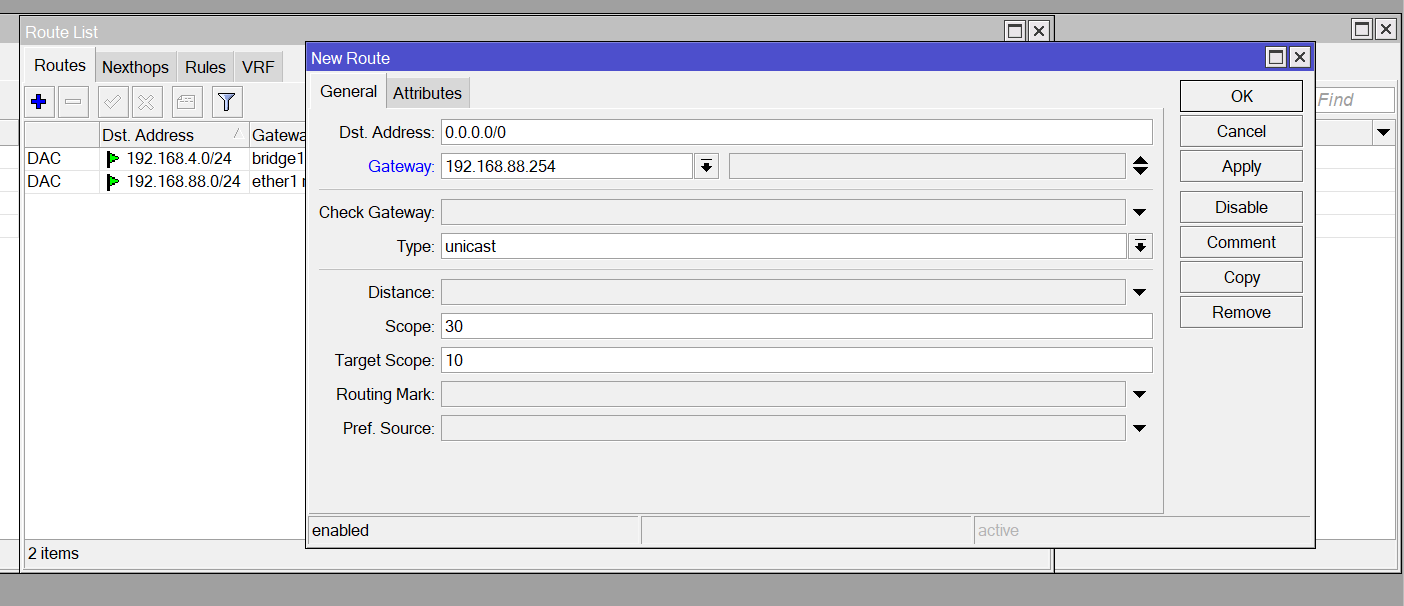 Route List
New Route
Routes Nexthops Rules VRF
General Attributes
Find
OK
Cancel
Apply
Disable
Comment
Copy
Remove
Dst. Address
DAC 192.168.4.0/24 bridge1
DAC 192.168.88.0/24 ether1
Dst. Address: 0.0.0.0/0
Gateway: 192.168.88.254
Check Gateway:
Type: unicast
Distance:
Scope: 30
Target Scope: 10
Routing Mark:
Pref. Source:
enabled active
2 items